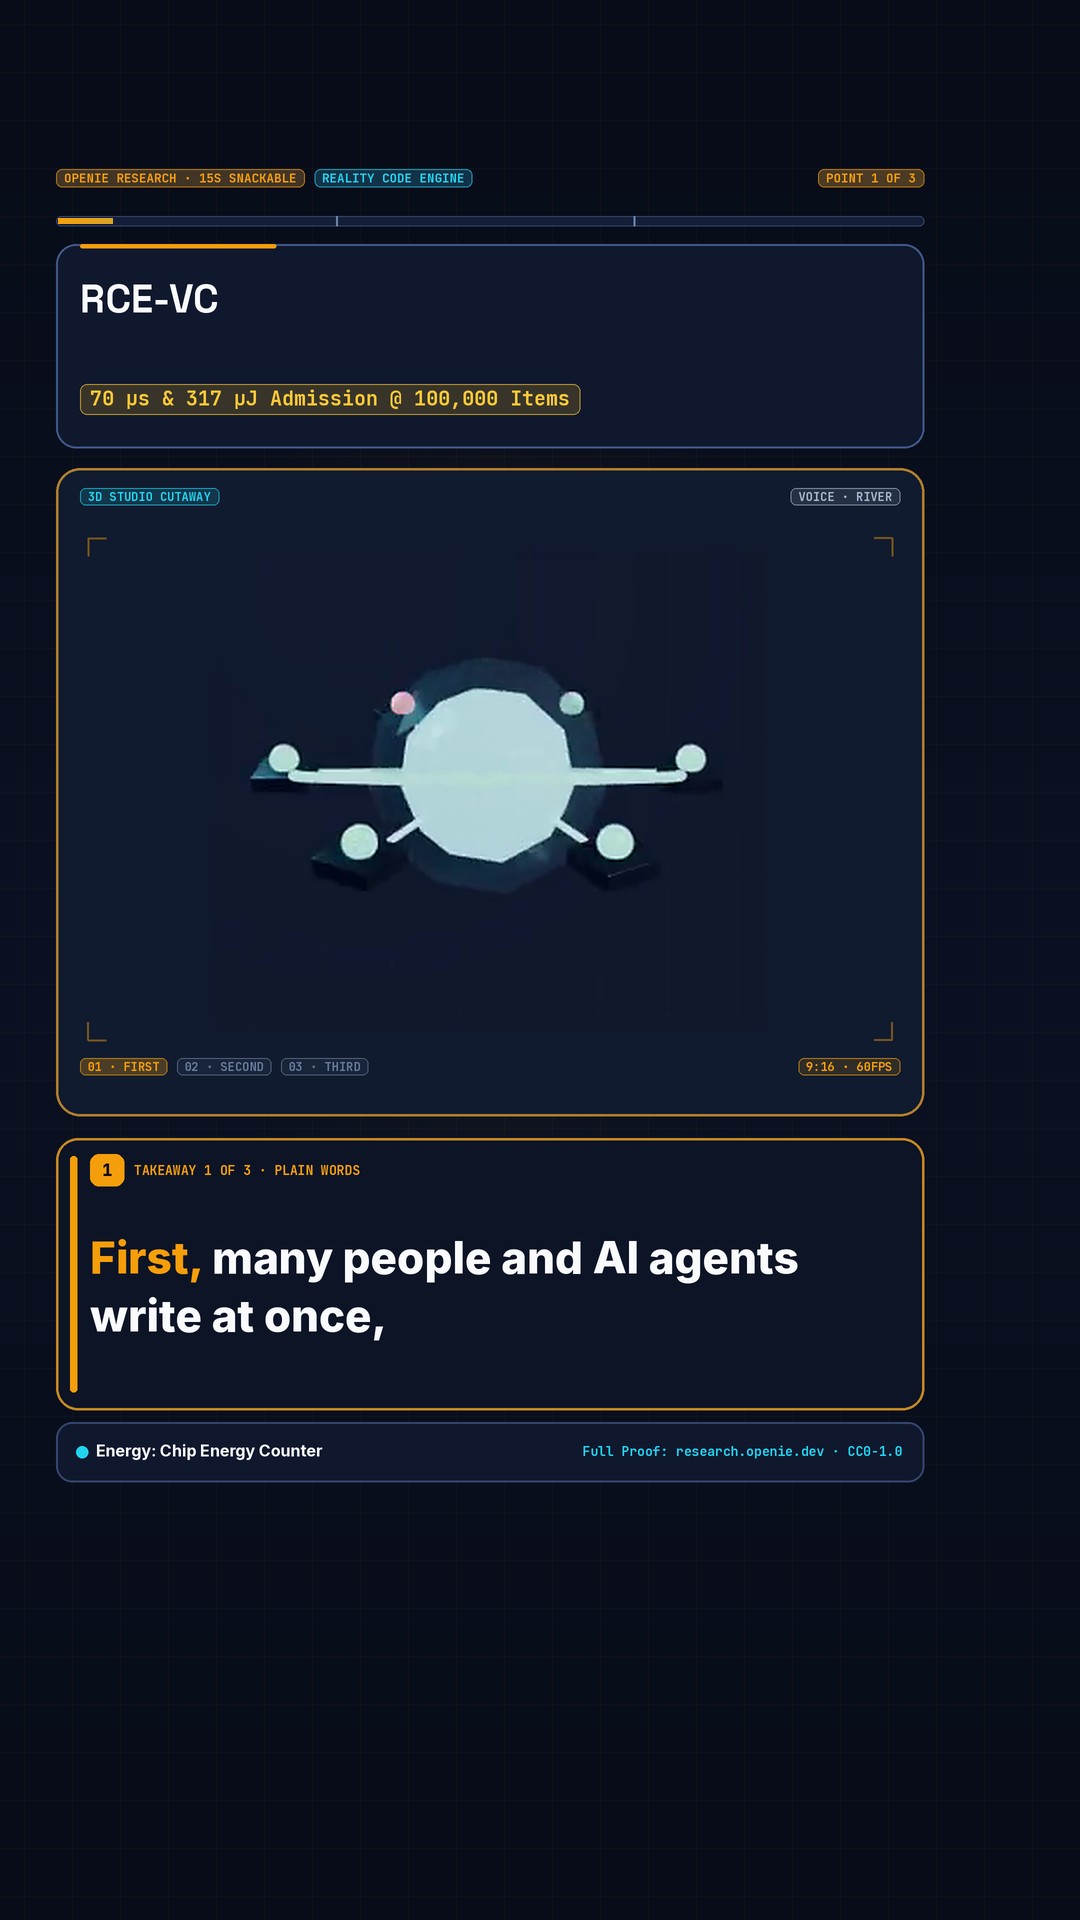 OPENIE RESEARCH · 15S SNACKABLE
REALITY CODE ENGINE
POINT 1 OF 3
RCE-VC
70 µs & 317 µJ Admission @ 100,000 Items
3D STUDIO CUTAWAY
VOICE · RIVER
01 · FIRST
02 · SECOND
03 · THIRD
9:16 · 60FPS
1
TAKEAWAY 1 OF 3 · PLAIN WORDS
First, many people and AI agents
write at once,
Energy: Chip Energy Counter
Full Proof: research.openie.dev · CC0-1.0